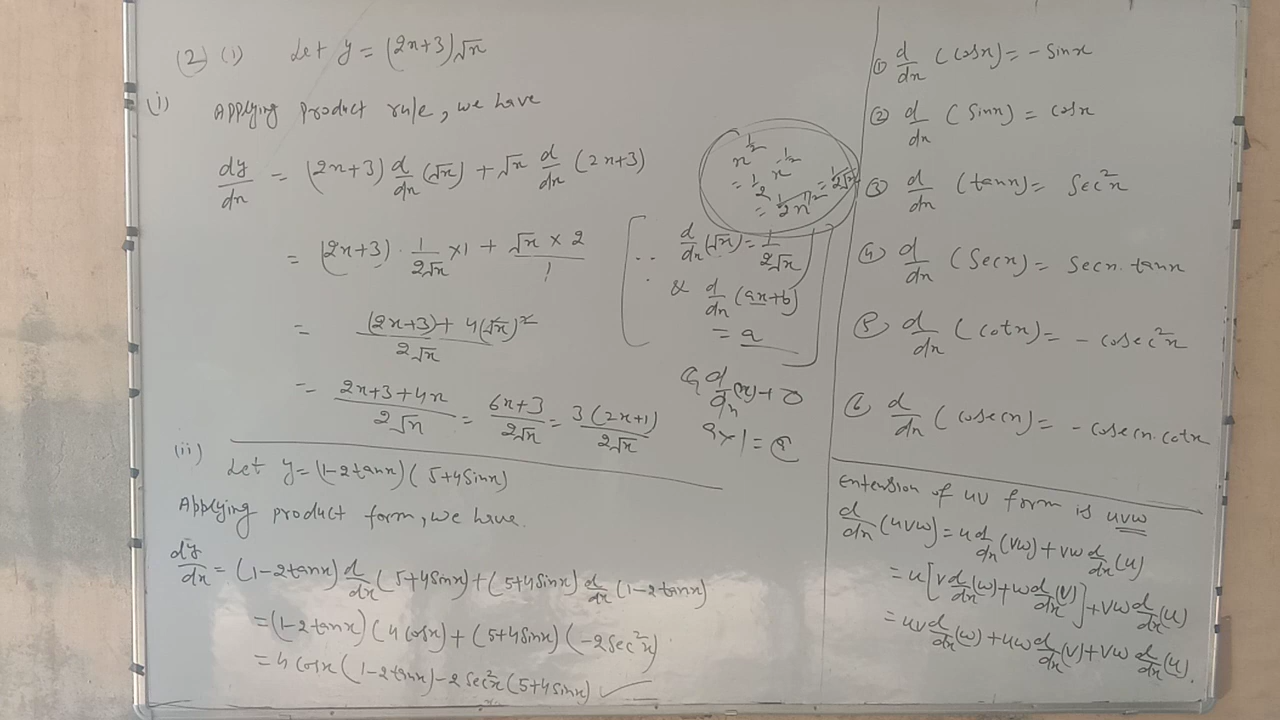 (2) (i) Let y = (2x+3)√x
(i) Applying product rule, we have
dy/dx = (2x+3) d/dx (√x) + √x d/dx (2x+3)
= (2x+3) · 1/2√x ×1 + √x × 2/1
= (2x+3) + 4(√x)²/2√x
= 2x+3+4x/2√x = 6x+3/2√x = 3(2x+1)/2√x
x^1/2
= 1/2 x^-1/2
= 1/2x^1/2 = 1/2√x
∵ d/dx (√x) = 1/2√x
& d/dx (ax+b)
= a
a d/dx (x) + 0
a×1 = a
(ii) Let y = (1-2tanx)(5+4sinx)
Applying product form, we have.
dy/dx = (1-2tanx) d/dx (5+4sinx) + (5+4sinx) d/dx (1-2tanx)
= (1-2tanx)(4cosx) + (5+4sinx)(-2sec²x)
= 4cosx(1-2tanx) - 2sec²x(5+4sinx)
① d/dx (cosx) = -sinx
② d/dx (sinx) = cosx
③ d/dx (tanx) = sec²x
④ d/dx (secx) = secx.tanx
⑤ d/dx (cotx) = -cosec²x
⑥ d/dx (cosecx) = -cosecx.cotx
Extension of uv form is uvw
d/dx (uvw) = u d/dx (vw) + vw d/dx (u)
= u[v d/dx (w) + w d/dx (v)] + vw d/dx (u)
= uv d/dx (w) + uw d/dx (v) + vw d/dx (u).